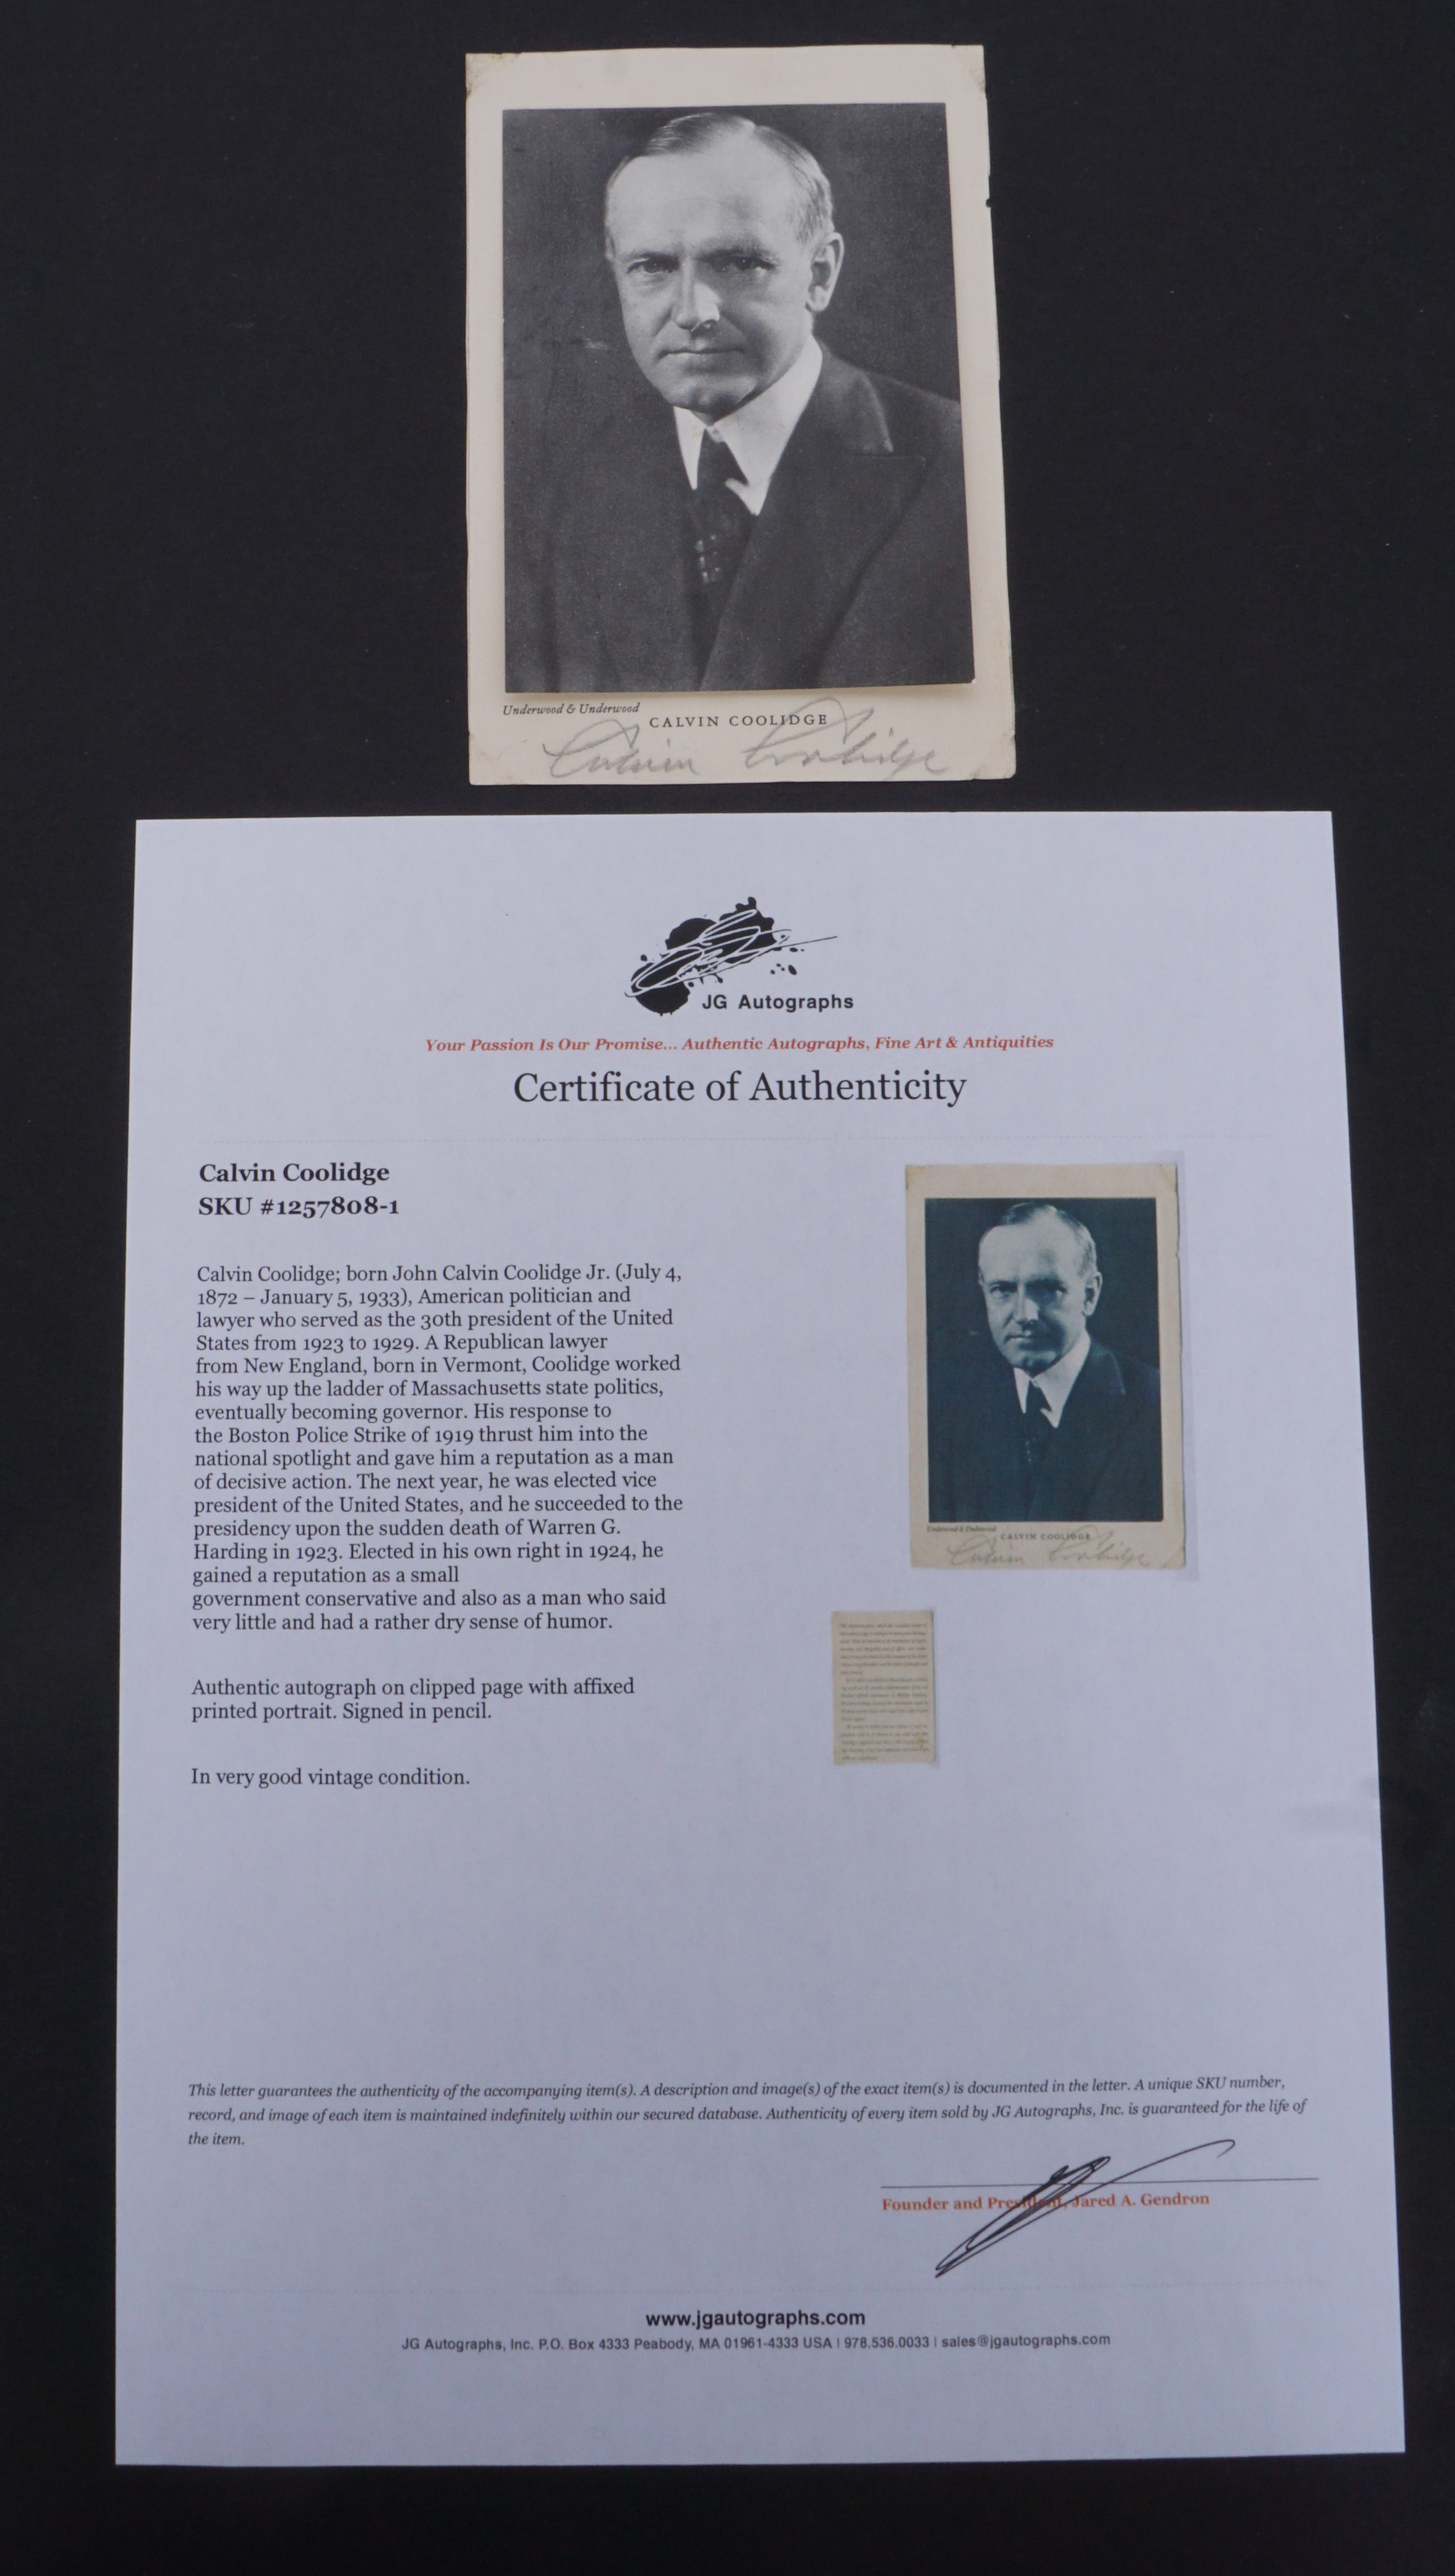 Underwood & Underwood
CALVIN COOLIDGE
Calvin Coolidge
JG Autographs
Your Passion Is Our Promise... Authentic Autographs, Fine Art & Antiquities
Certificate of Authenticity
Calvin Coolidge
SKU #1257808-1
Calvin Coolidge; born John Calvin Coolidge Jr. (July 4,
1872 – January 5, 1933), American politician and
lawyer who served as the 30th president of the United
States from 1923 to 1929. A Republican lawyer
from New England, born in Vermont, Coolidge worked
his way up the ladder of Massachusetts state politics,
eventually becoming governor. His response to
the Boston Police Strike of 1919 thrust him into the
national spotlight and gave him a reputation as a man
of decisive action. The next year, he was elected vice
president of the United States, and he succeeded to the
presidency upon the sudden death of Warren G.
Harding in 1923. Elected in his own right in 1924, he
gained a reputation as a small
government conservative and also as a man who said
very little and had a rather dry sense of humor.
Authentic autograph on clipped page with affixed
printed portrait. Signed in pencil.
In very good vintage condition.
Underwood & Underwood
CALVIN COOLIDGE
Calvin Coolidge
This letter guarantees the authenticity of the accompanying item(s). A description and image(s) of the exact item(s) is documented in the letter. A unique SKU number,
record, and image of each item is maintained indefinitely within our secured database. Authenticity of every item sold by JG Autographs, Inc. is guaranteed for the life of
the item.
Founder and President, Jared A. Gendron
www.jgautographs.com
JG Autographs, Inc. P.O. Box 4333 Peabody, MA 01961-4333 USA | 978.536.0033 | sales@jgautographs.com